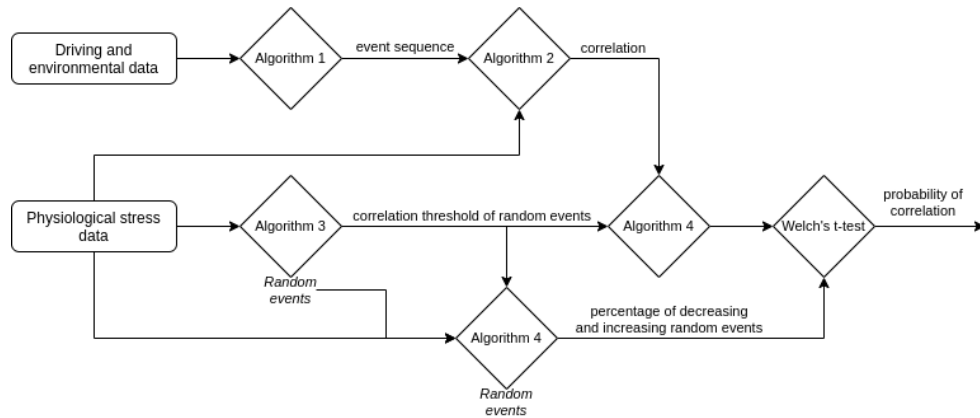 Driving and
environmental data
Algorithm 1
event sequence
Algorithm 2
correlation
Physiological stress
data
Algorithm 3
correlation threshold of random events
Algorithm 4
Welch's t-test
probability of
correlation
Random
events
Algorithm 4
percentage of decreasing
and increasing random events
Random
events